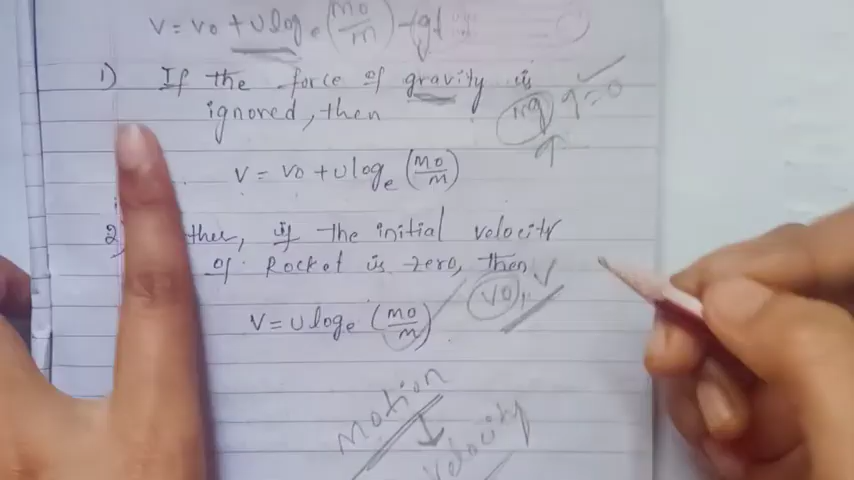 V = V0 + U loge (M0/m) - gt
1) If the force of gravity is
ignored, then
mg g = 0
V = V0 + U loge (M0/m)
2) ther, if the initial velocity
of Rocket is zero, then
V0,
V = U loge (M0/m)
Motion
velocity